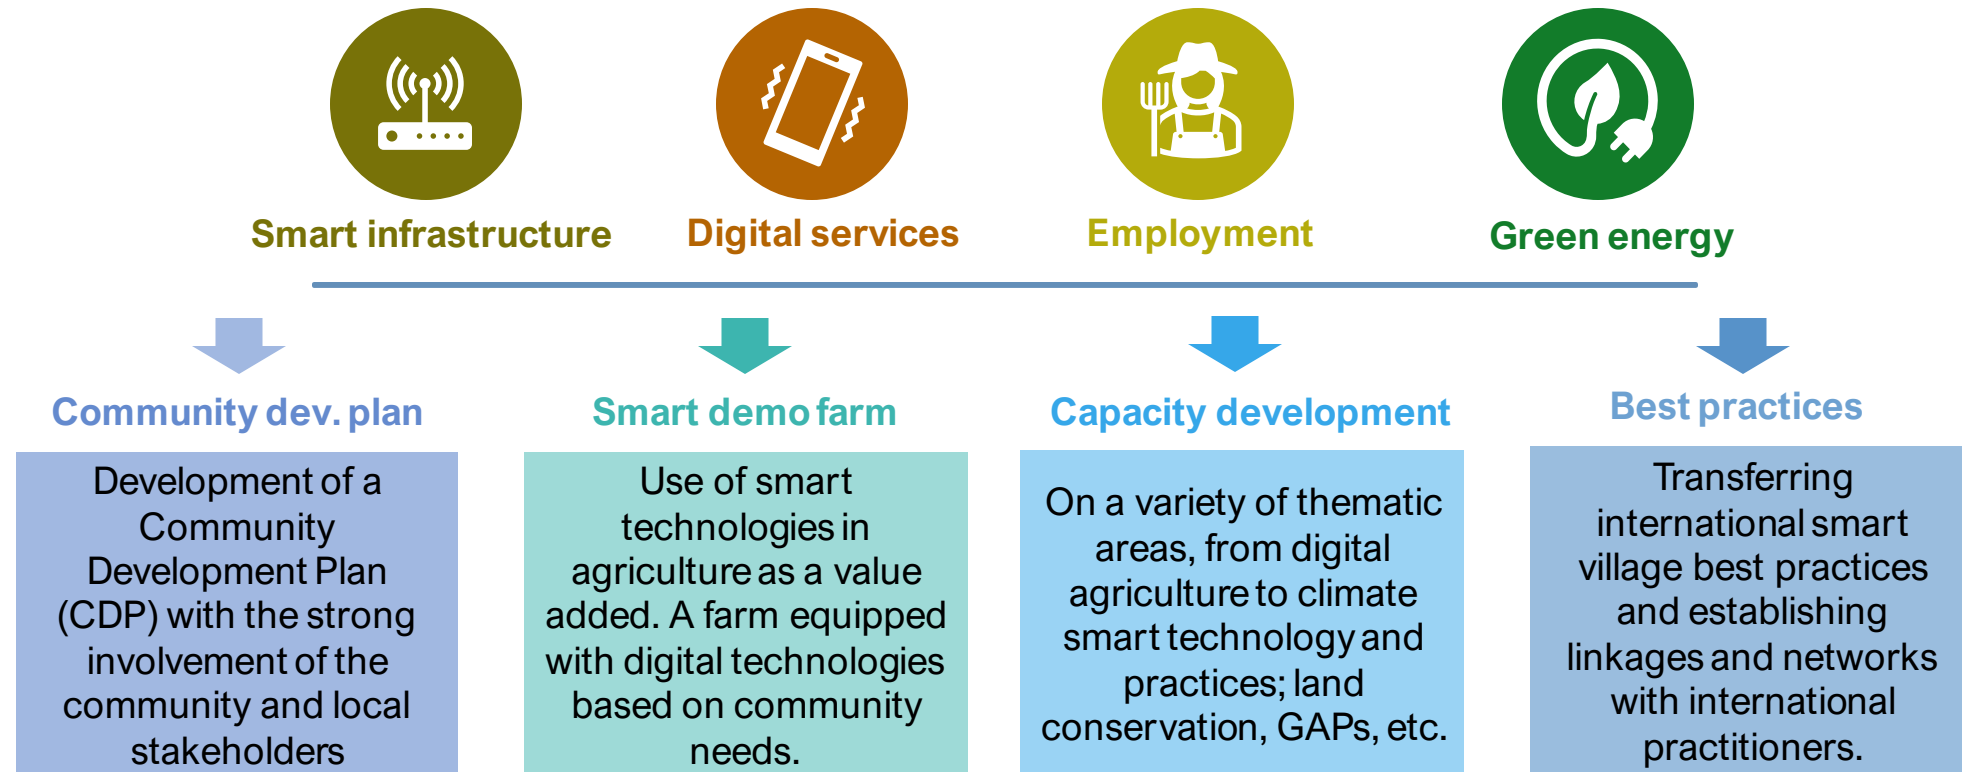 Smart infrastructure
Digital services
Employment
Green energy
Community dev. plan
Smart demo farm
Capacity development
Best practices
Development of a
Community
Development Plan
(CDP) with the strong
involvement of the
community and local
stakeholders
Use of smart
technologies in
agriculture as a value
added. A farm equipped
with digital technologies
based on community
needs.
On a variety of thematic
areas, from digital
agriculture to climate
smart technology and
practices; land
conservation, GAPs, etc.
Transferring
international smart
village best practices
and establishing
linkages and networks
with international
practitioners.